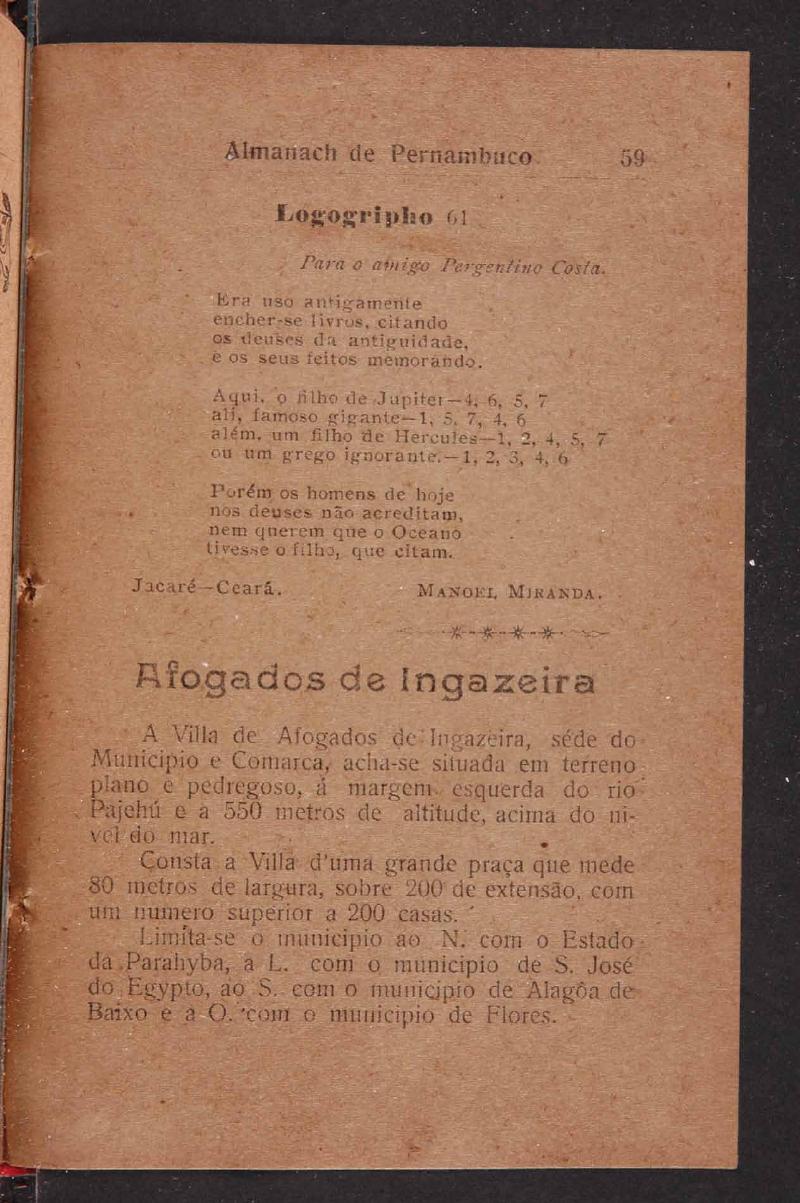 Almanach de Pernambuco 59
Logogripho 61
Para o amigo Pergentino Costa.
Era uso antigamente
encher-se livros, citando
os deuses da antiguidade,
e os seus feitos memorando.
Aqui, o filho de Jupiter—4, 6, 5, 7
ali, famoso gigante—1, 5, 7, 4, 6
além, um filho de Hercules—1, 2, 4, 5, 7
ou um grego ignorante.—1, 2, 3, 4, 6
Porém os homens de hoje
nos deuses não acreditam,
nem querem que o Oceano
tivesse o filho, que citam.
Jacaré—Ceará. MANOEL MIRANDA.
Afogados de Ingazeira
A Villa de Afogados de Ingazeira, séde do
Municipio e Comarca, acha-se situada em terreno
plano e pedregoso, á margem esquerda do rio
Pajehú e a 550 metros de altitude, acima do ni-
vel do mar.
Consta a Villa d'uma grande praça que mede
80 metros de largura, sobre 200 de extensão, com
um numero superior a 200 casas.
Limita-se o municipio ao N. com o Estado
da Parahyba, a L. com o municipio de S. José
do Egypto, ao S. com o municipio de Alagôa de
Baixo e a O. com o municipio de Flores.